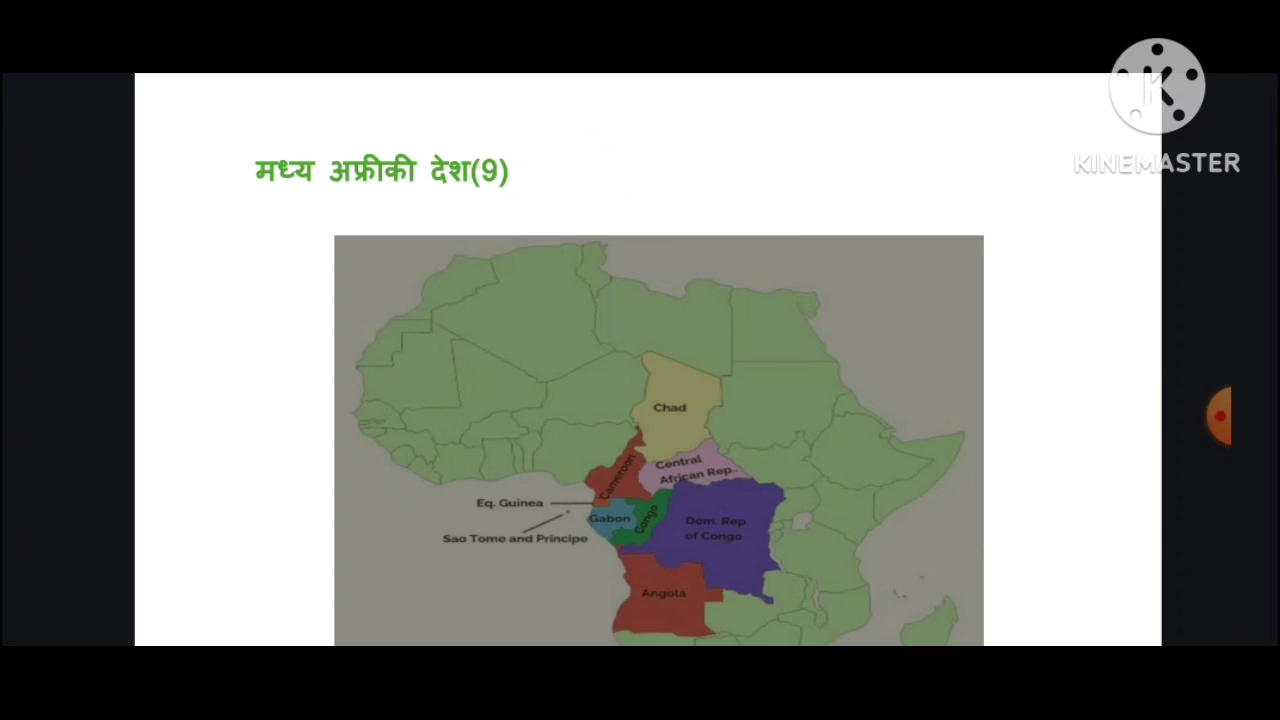 मध्य अफ्रीकी देश(9)
KINEMASTER
Chad
Central
African Rep..
Cameroon
Eq. Guinea
Gabon
Congo
Dem. Rep.
of Congo
Sao Tome and Principe
Angola